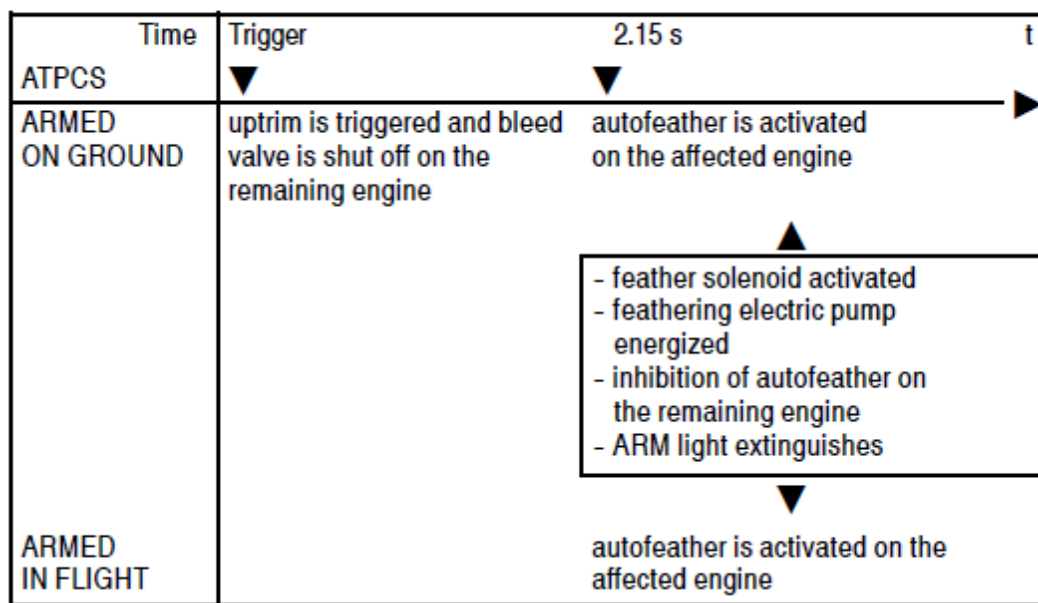 Time Trigger 2.15 s t
ATPCS
ARMED
ON GROUND
uptrim is triggered and bleed
valve is shut off on the
remaining engine
autofeather is activated
on the affected engine
- feather solenoid activated
- feathering electric pump
energized
- inhibition of autofeather on
the remaining engine
- ARM light extinguishes
ARMED
IN FLIGHT
autofeather is activated on the
affected engine